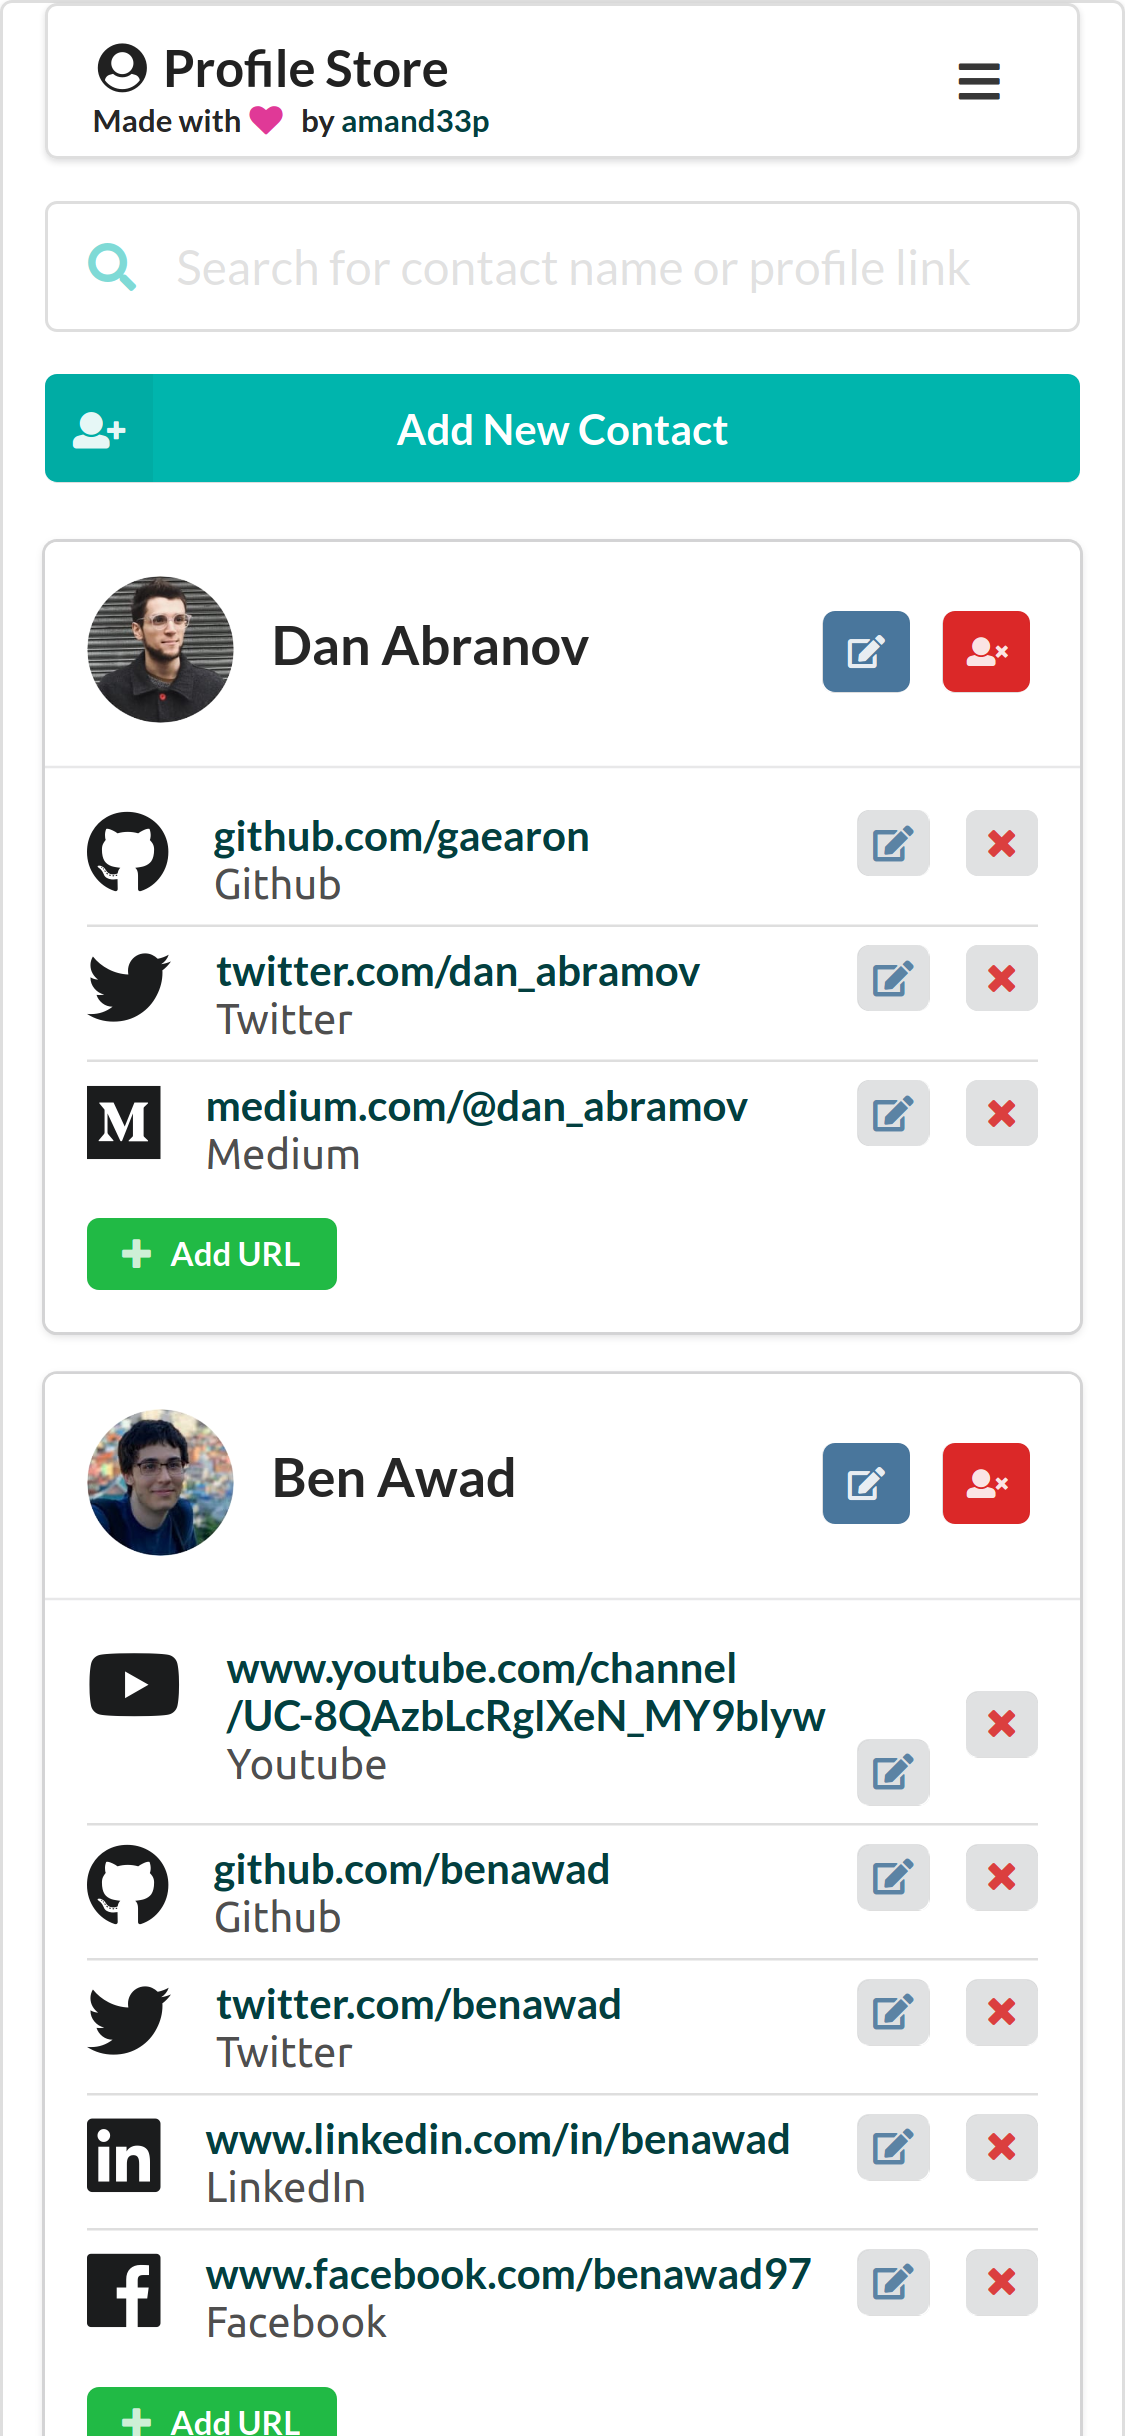 Profile Store
Made with by amand33p
Search for contact name or profile link
Add New Contact
Dan Abranov
github.com/gaearon
Github
twitter.com/dan_abramov
Twitter
medium.com/@dan_abramov
Medium
Add URL
Ben Awad
www.youtube.com/channel
/UC-8QAzbLcRglXeN_MY9blyw
Youtube
github.com/benawad
Github
twitter.com/benawad
Twitter
www.linkedin.com/in/benawad
LinkedIn
www.facebook.com/benawad97
Facebook
Add URL